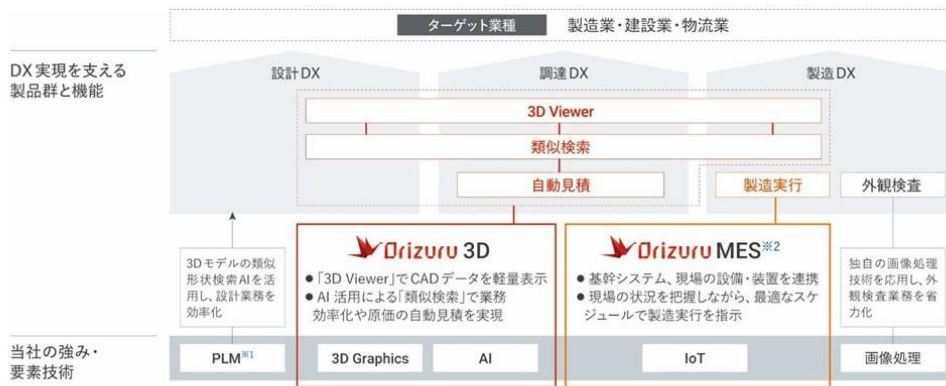 ターゲット業種 製造業・建設業・物流業
DX実現を支える
製品群と機能
設計DX 調達DX 製造DX
3D Viewer
類似検索
自動見積 製造実行 外観検査
3Dモデルの類似
形状検索AIを活
用し、設計業務を
効率化
Orizuru 3D
●「3D Viewer」でCADデータを軽量表示
● AI 活用による「類似検索」で業務
効率化や原価の自動見積を実現
Orizuru MES※2
● 基幹システム、現場の設備・装置を連携
● 現場の状況を把握しながら、最適なスケ
ジュールで製造実行を指示
独自の画像処理
技術を応用し、外
観検査業務を省
力化
当社の強み・
要素技術
PLM※1 3D Graphics AI IoT 画像処理